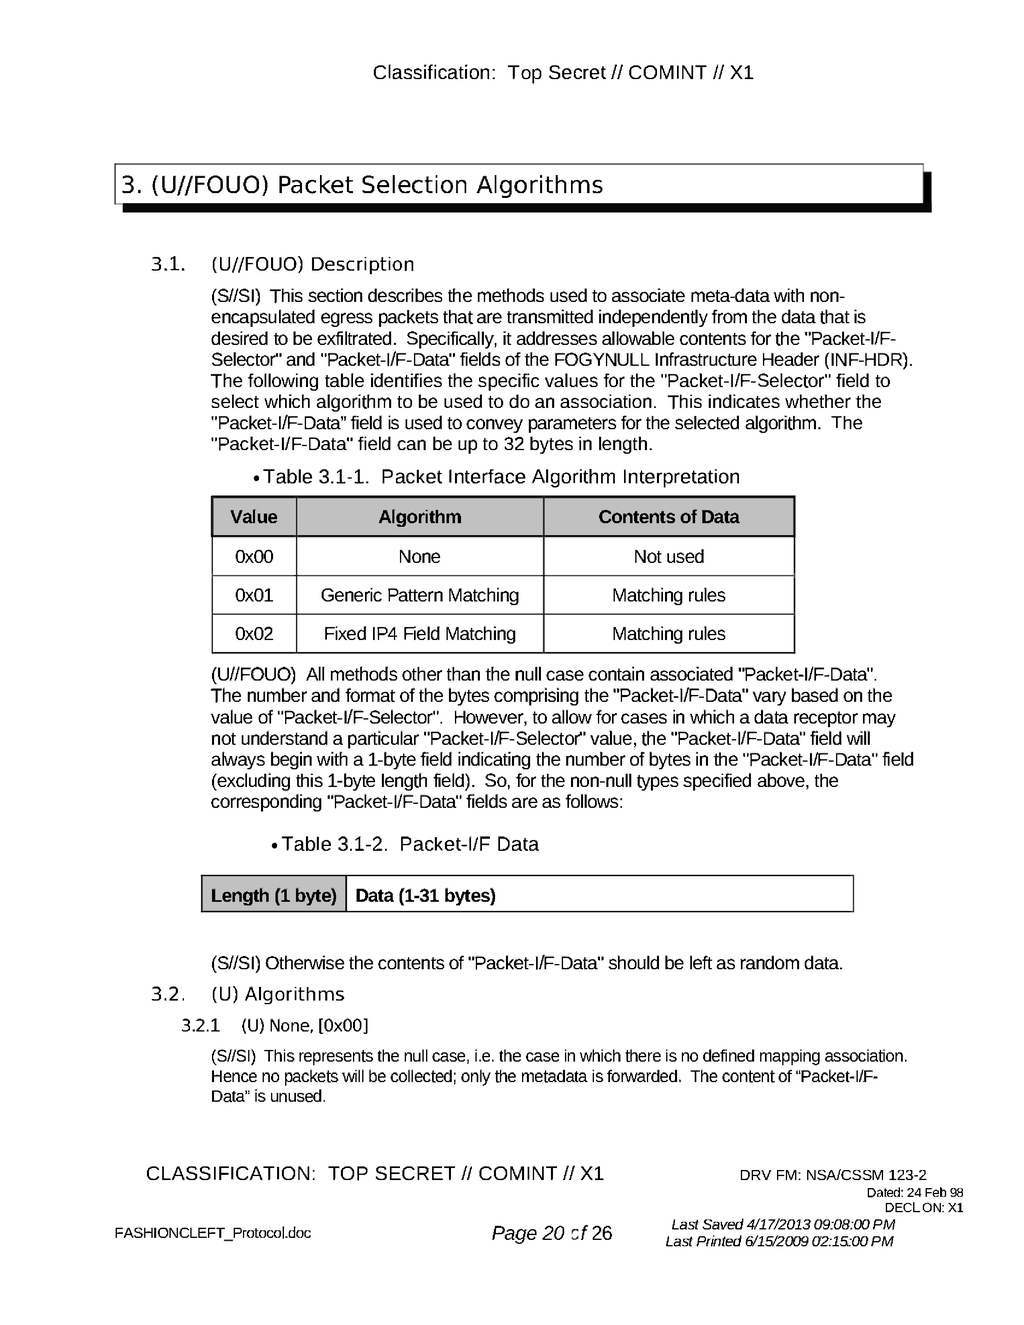 Classification: Top Secret // COMINT // X1
3. (U//FOUO) Packet Selection Algorithms
3.1. (U//FOUO) Description
(S//SI) This section describes the methods used to associate meta-data with non-
encapsulated egress packets that are transmitted independently from the data that is
desired to be exfiltrated. Specifically, it addresses allowable contents for the "Packet-I/F-
Selector" and "Packet-I/F-Data" fields of the FOGYNULL Infrastructure Header (INF-HDR).
The following table identifies the specific values for the "Packet-I/F-Selector" field to
select which algorithm to be used to do an association. This indicates whether the
"Packet-I/F-Data" field is used to convey parameters for the selected algorithm. The
"Packet-I/F-Data" field can be up to 32 bytes in length.
• Table 3.1-1. Packet Interface Algorithm Interpretation
Value Algorithm Contents of Data
0x00 None Not used
0x01 Generic Pattern Matching Matching rules
0x02 Fixed IP4 Field Matching Matching rules
(U//FOUO) All methods other than the null case contain associated "Packet-I/F-Data".
The number and format of the bytes comprising the "Packet-I/F-Data" vary based on the
value of "Packet-I/F-Selector". However, to allow for cases in which a data receptor may
not understand a particular "Packet-I/F-Selector" value, the "Packet-I/F-Data" field will
always begin with a 1-byte field indicating the number of bytes in the "Packet-I/F-Data" field
(excluding this 1-byte length field). So, for the non-null types specified above, the
corresponding "Packet-I/F-Data" fields are as follows:
• Table 3.1-2. Packet-I/F Data
Length (1 byte) Data (1-31 bytes)
(S//SI) Otherwise the contents of "Packet-I/F-Data" should be left as random data.
3.2. (U) Algorithms
3.2.1 (U) None, [0x00]
(S//SI) This represents the null case, i.e. the case in which there is no defined mapping association.
Hence no packets will be collected; only the metadata is forwarded. The content of "Packet-I/F-
Data" is unused.
CLASSIFICATION: TOP SECRET // COMINT // X1
DRV FM: NSA/CSSM 123-2
Dated: 24 Feb 98
DECL ON: X1
FASHIONCLEFT_Protocol.doc
Page 20 of 26
Last Saved 4/17/2013 09:08:00 PM
Last Printed 6/15/2009 02:15:00 PM